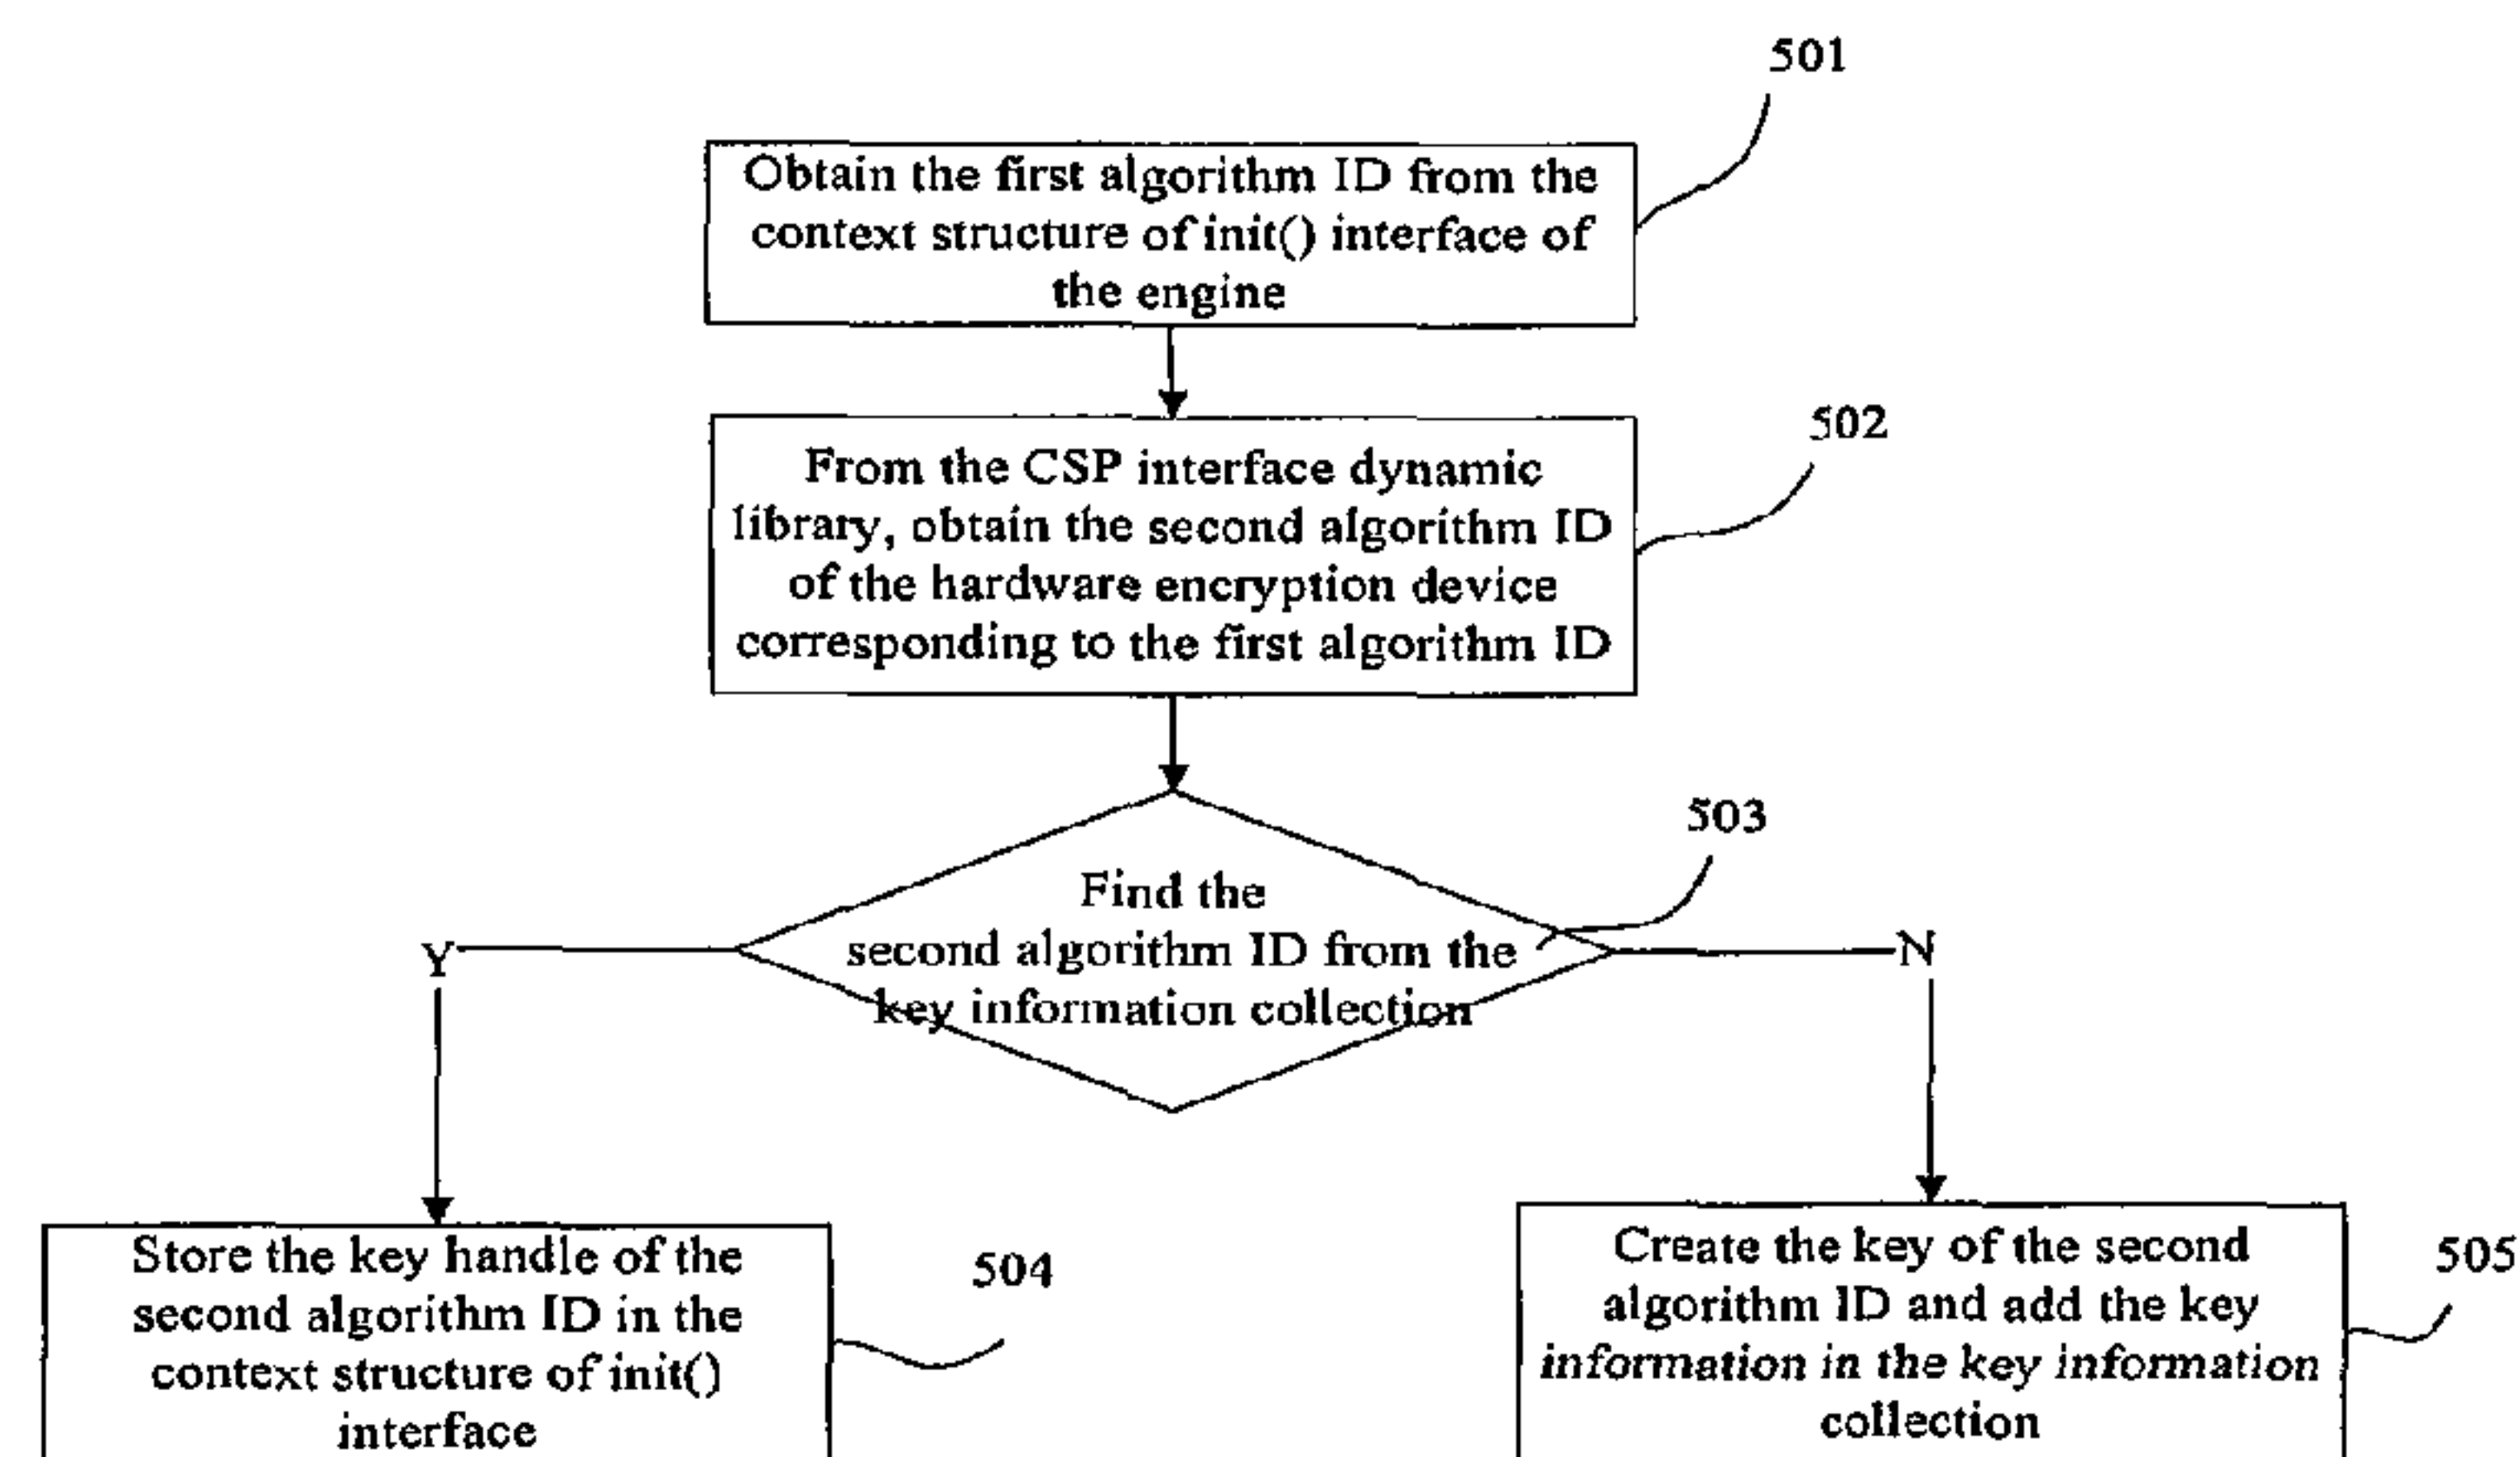 501
Obtain the first algorithm ID from the
context structure of init() interface of
the engine
502
From the CSP interface dynamic
library, obtain the second algorithm ID
of the hardware encryption device
corresponding to the first algorithm ID
503
Find the
second algorithm ID from the
key information collection
Y
N
Store the key handle of the
second algorithm ID in the
context structure of init()
interface
504
Create the key of the second
algorithm ID and add the key
information in the key information
collection
505